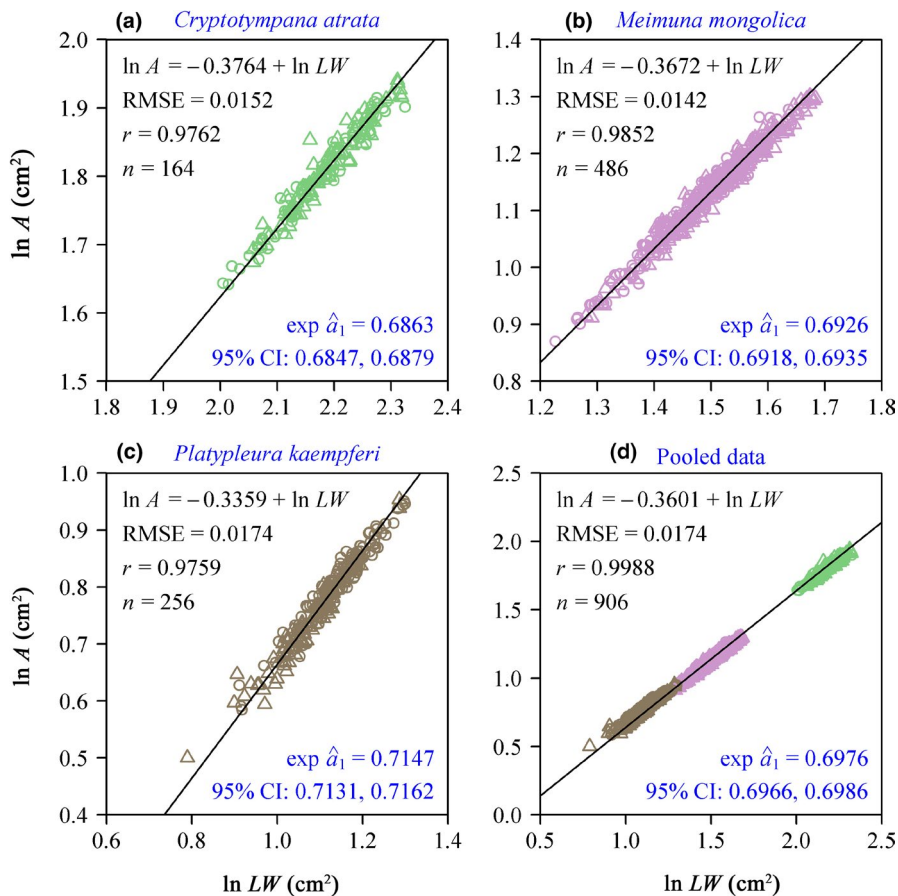 (a) Cryptotympana atrata
2.0
1.9
1.8
1.7
1.6
1.5
ln A (cm²)
ln A = −0.3764 + ln LW
RMSE = 0.0152
r = 0.9762
n = 164
exp â₁ = 0.6863
95% CI: 0.6847, 0.6879
1.8 1.9 2.0 2.1 2.2 2.3 2.4
(b) Meimuna mongolica
1.4
1.3
1.2
1.1
1.0
0.9
0.8
ln A = −0.3672 + ln LW
RMSE = 0.0142
r = 0.9852
n = 486
exp â₁ = 0.6926
95% CI: 0.6918, 0.6935
1.2 1.3 1.4 1.5 1.6 1.7 1.8
(c) Platypleura kaempferi
1.0
0.9
0.8
0.7
0.6
0.5
0.4
ln A (cm²)
ln A = −0.3359 + ln LW
RMSE = 0.0174
r = 0.9759
n = 256
exp â₁ = 0.7147
95% CI: 0.7131, 0.7162
0.6 0.8 1.0 1.2 1.4
ln LW (cm²)
(d) Pooled data
2.5
2.0
1.5
1.0
0.5
0.0
ln A = −0.3601 + ln LW
RMSE = 0.0174
r = 0.9988
n = 906
exp â₁ = 0.6976
95% CI: 0.6966, 0.6986
0.5 1.0 1.5 2.0 2.5
ln LW (cm²)